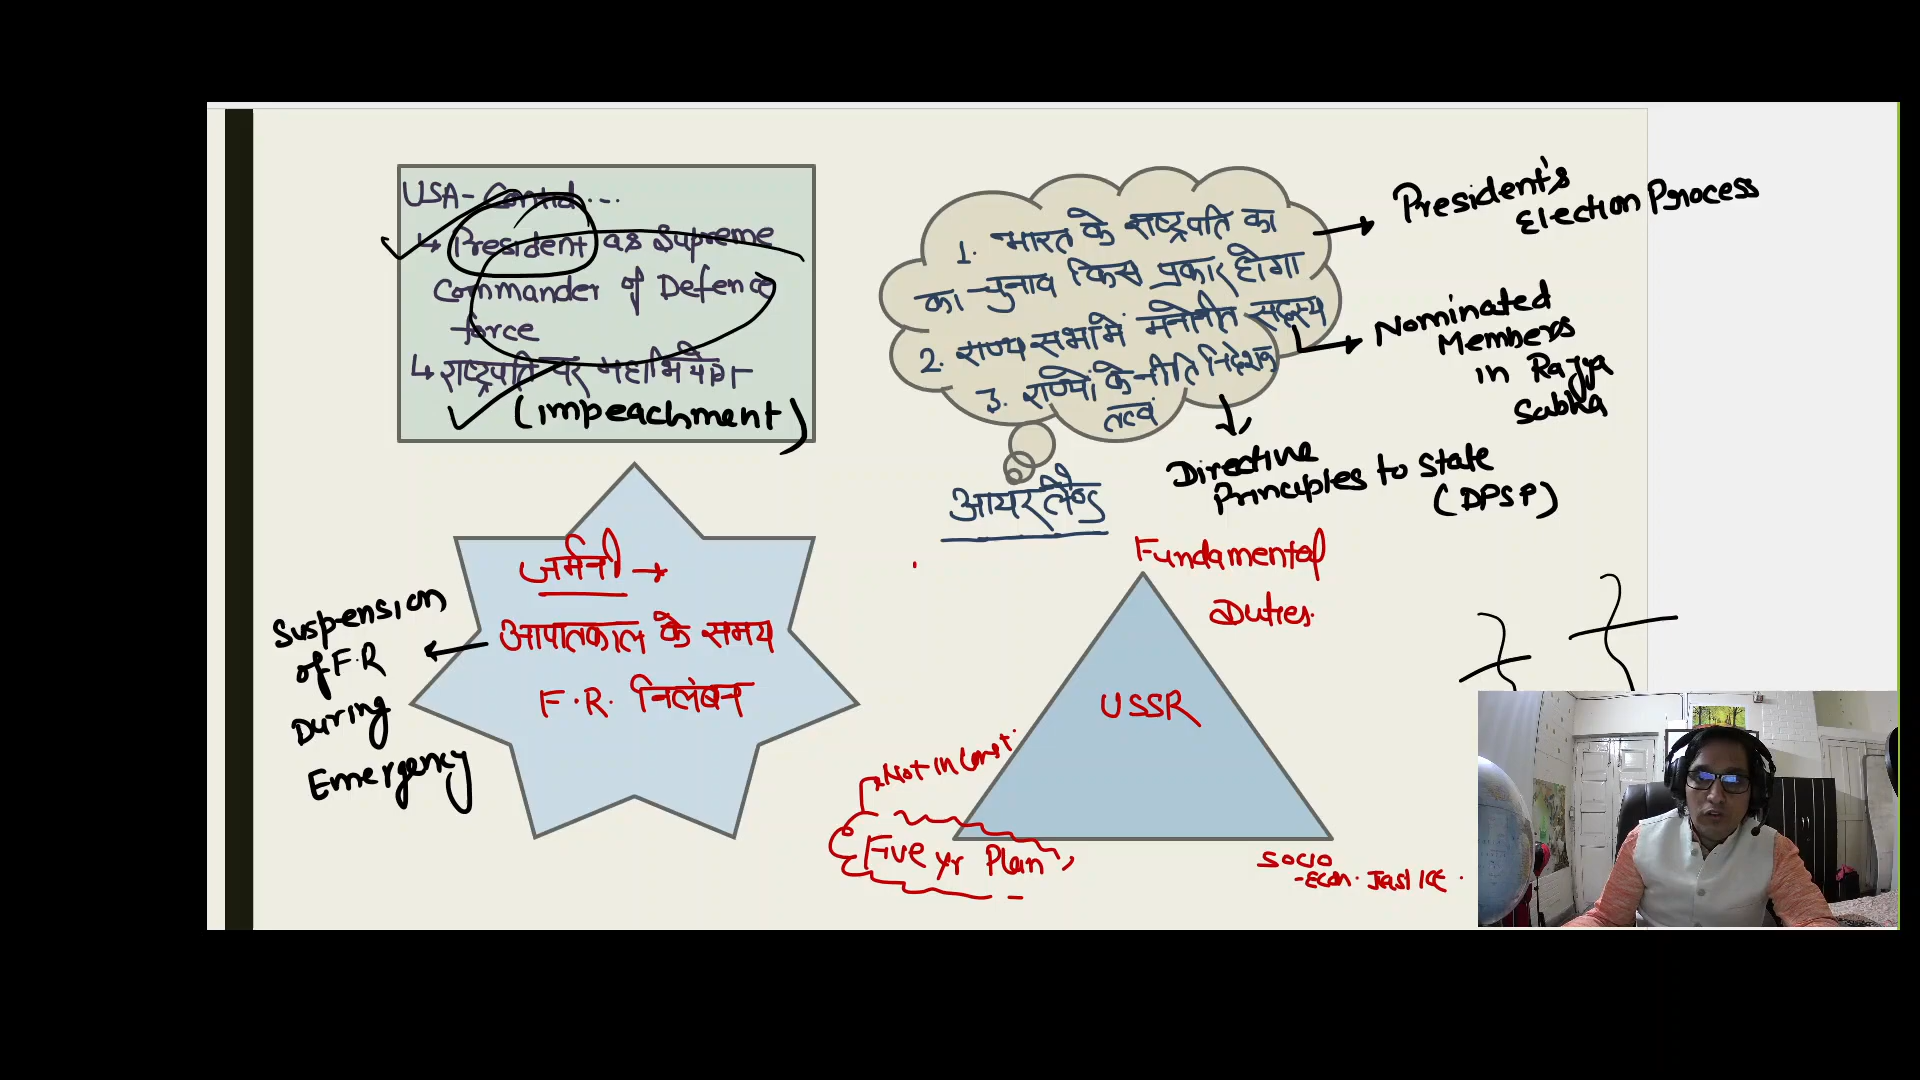 USA- Contd...
↳ President as Supreme
Commander of Defence
force
↳ राष्ट्रपति पर महाभियोग
(impeachment)
1. भारत के राष्ट्रपति का
का चुनाव किस प्रकार होगा
2. राज्य सभा में मनोनीत सदस्य
3. राज्यों के नीति निदेशक
तत्व
आयरलैण्ड
President's
Election Process
Nominated
Members
in Rajya
Sabha
Directive
Principles to State
(DPSP)
जर्मनी →
आपातकाल के समय
F.R. निलंबन
Suspension
of F.R
During
Emergency
Fundamental
Duties.
USSR
Not in Const.
Five yr Plan
Socio
-Econ. Justice.